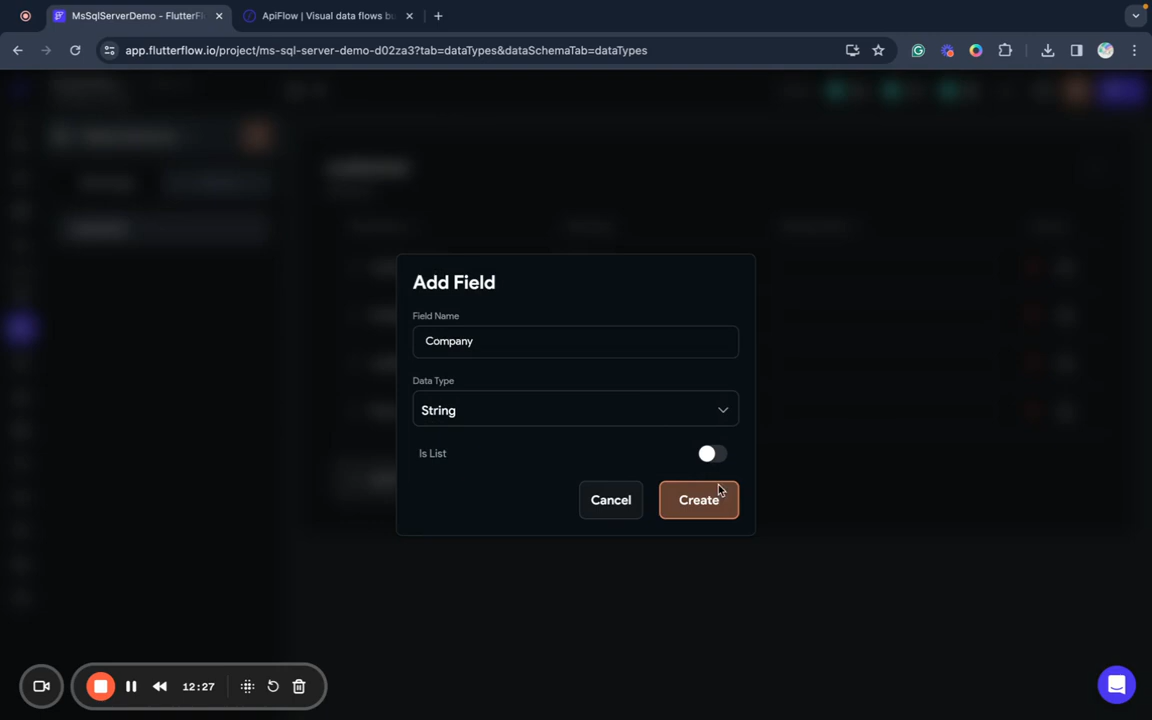 MsSqlServerDemo - FlutterFl
ApiFlow | Visual data flows bu
app.flutterflow.io/project/ms-sql-server-demo-d02za3?tab=dataTypes&dataSchemaTab=dataTypes
Add Field
Field Name
Company
Data Type
String
Is List
Cancel
Create
12:27